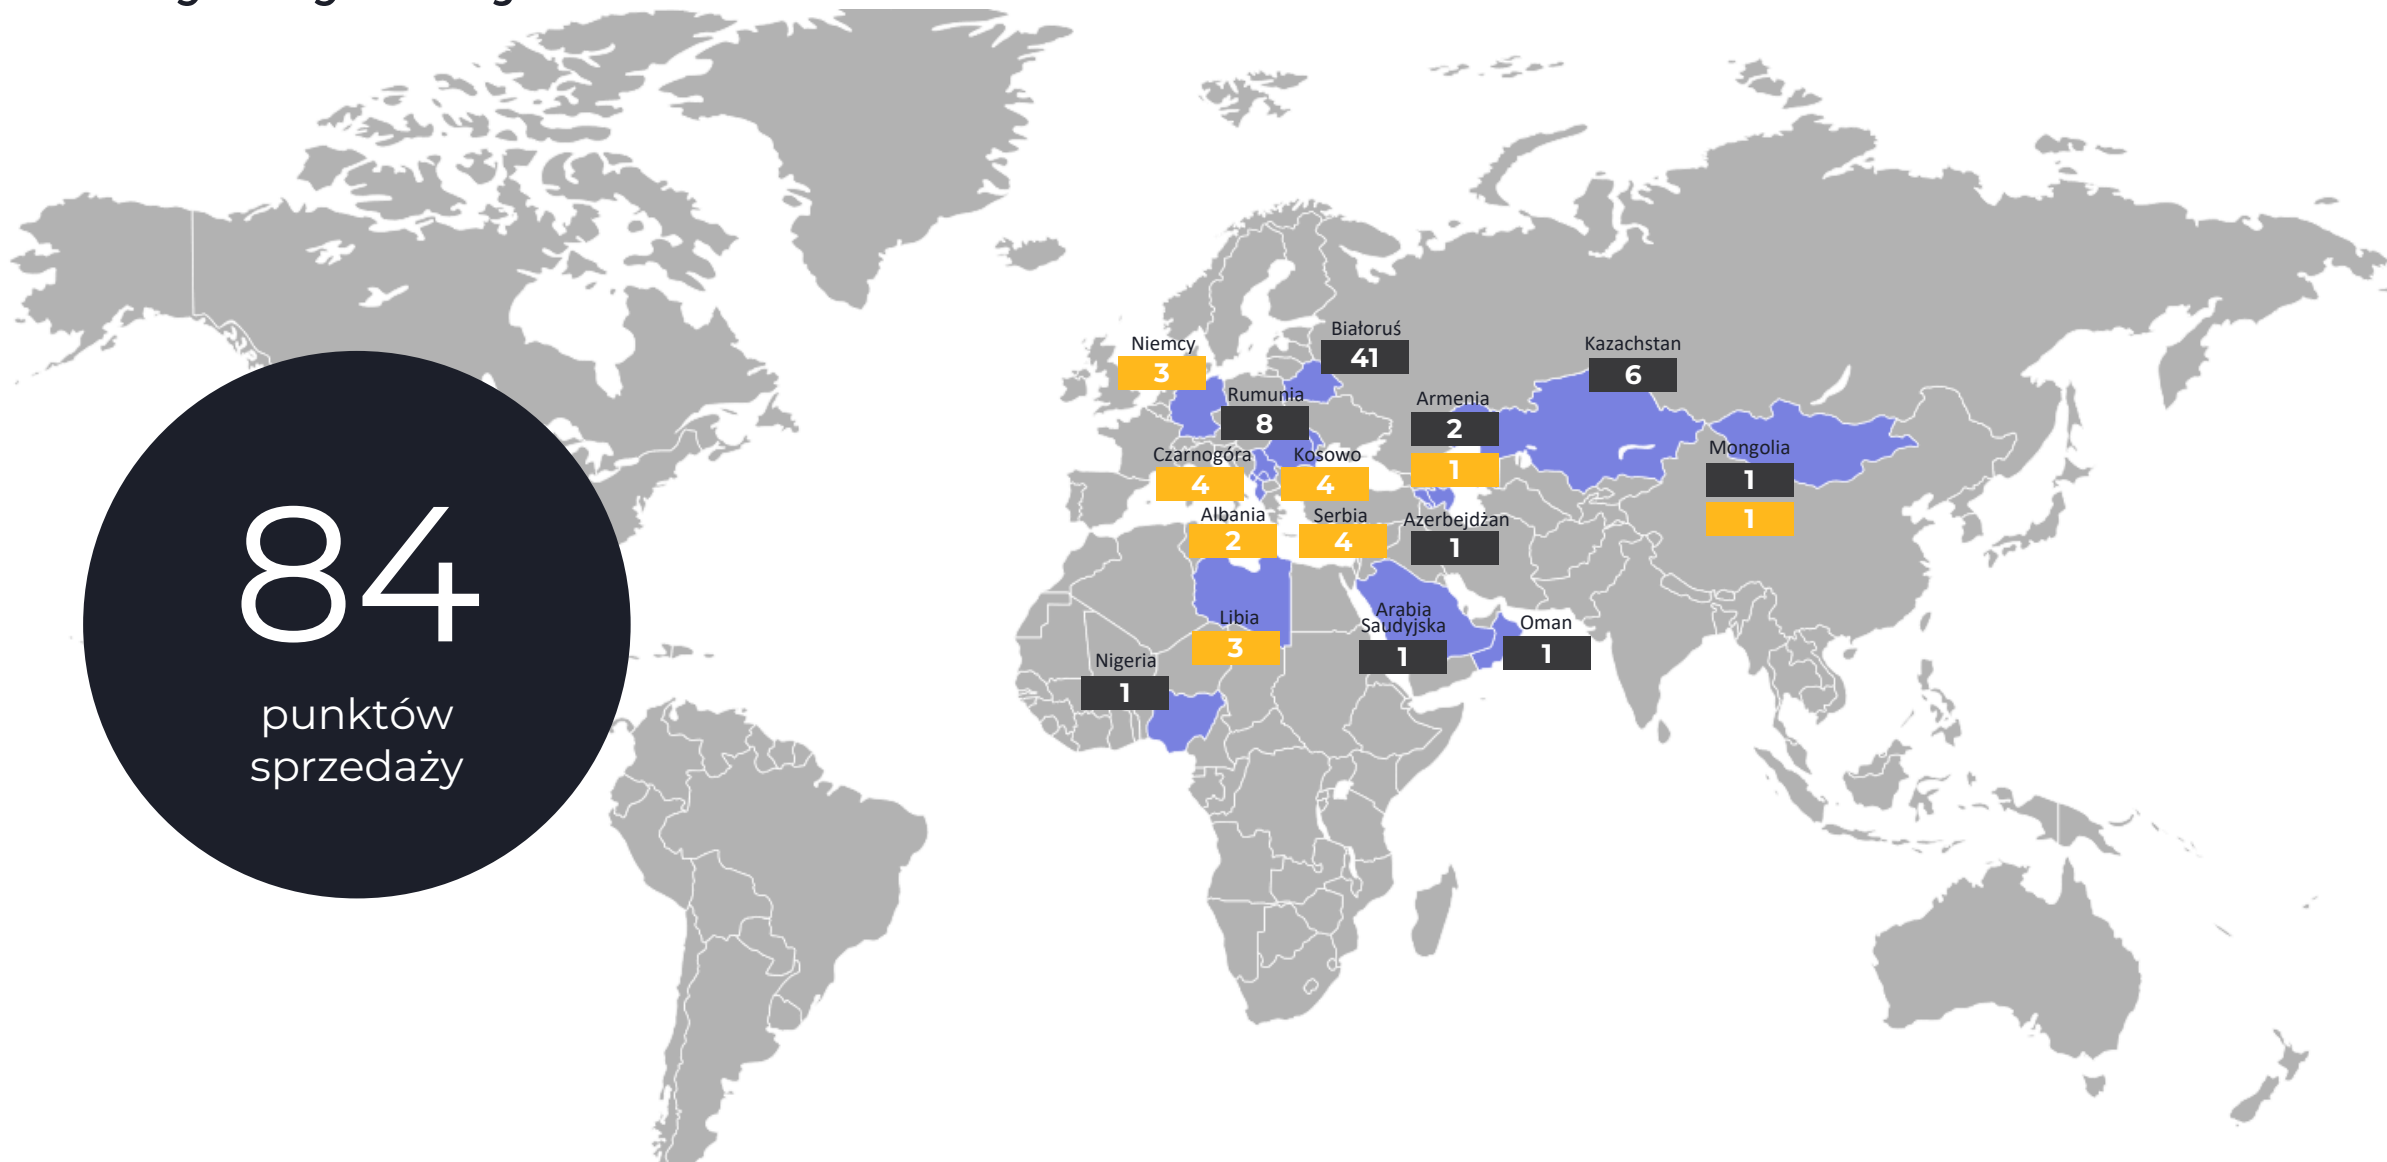 Niemcy
3
Białoruś
41
Kazachstan
6
Rumunia
8
Armenia
2
1
Mongolia
1
1
Czarnogóra
4
Kosowo
4
Albania
2
Serbia
4
Azerbejdżan
1
84
punktów
sprzedaży
Libia
3
Arabia
Saudyjska
1
Oman
1
Nigeria
1